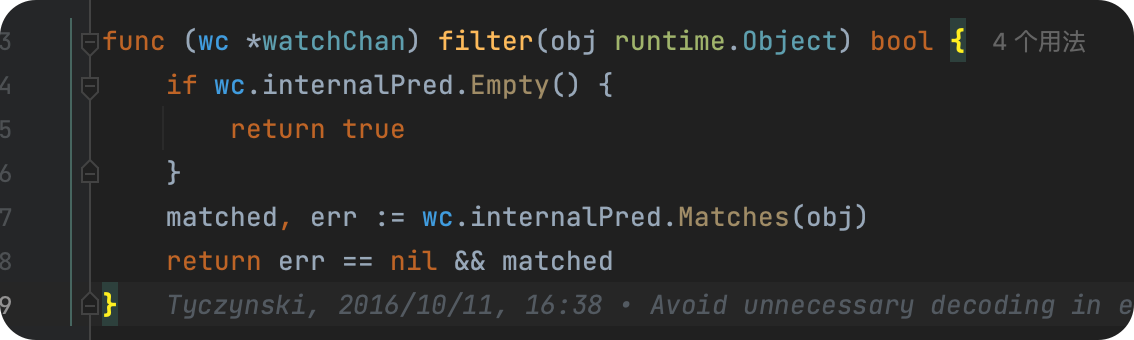 3 func (wc *watchChan) filter(obj runtime.Object) bool { 4 个用法
4 if wc.internalPred.Empty() {
5 return true
6 }
7 matched, err := wc.internalPred.Matches(obj)
8 return err == nil && matched
9 } Tyczynski, 2016/10/11, 16:38 • Avoid unnecessary decoding in e